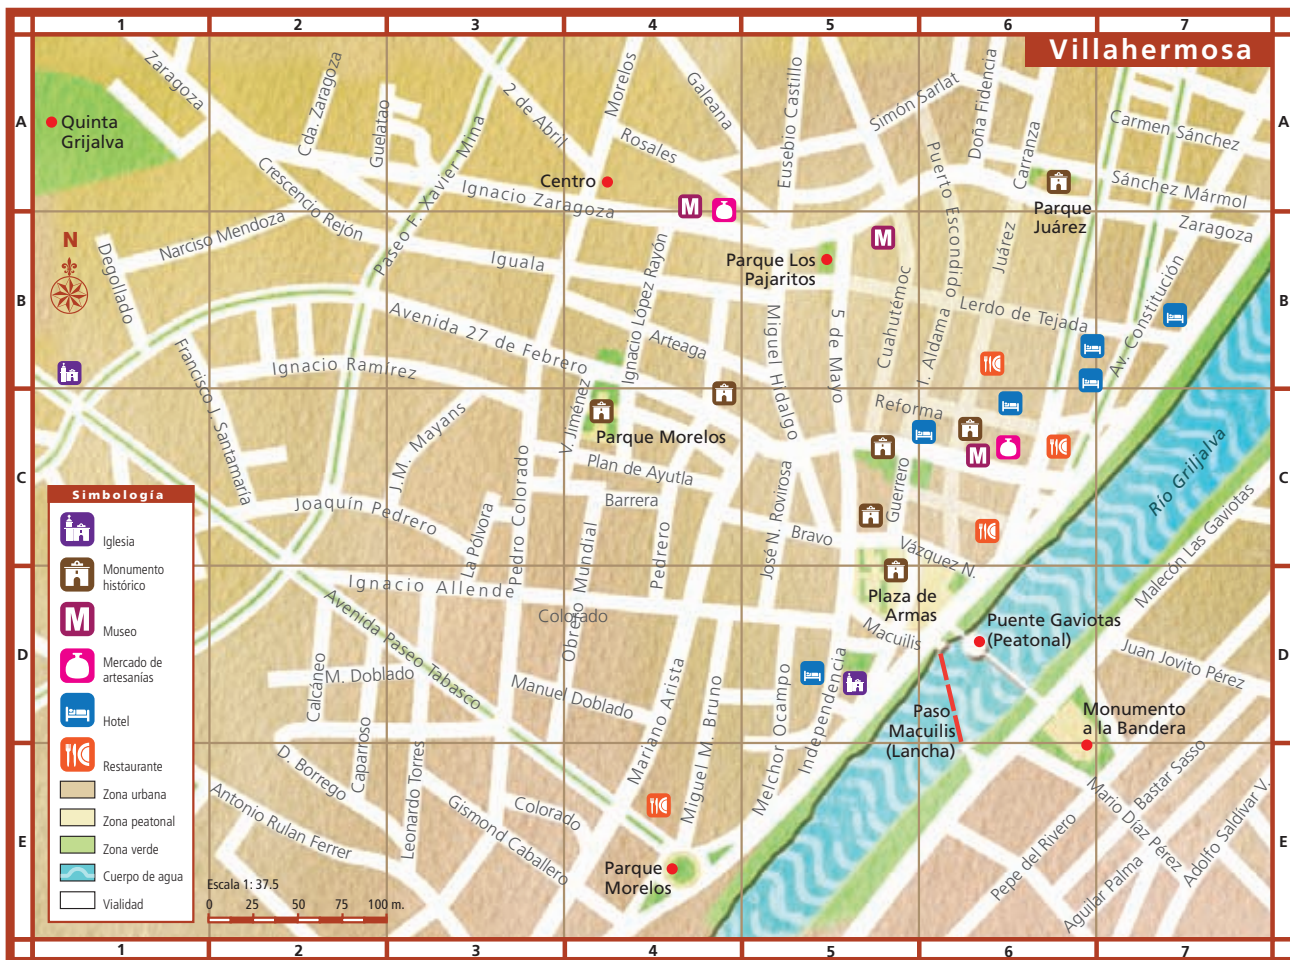 1 2 3 4 5 6 7
Villahermosa
A
A
Quinta
Grijalva
Zaragoza
Cda. Zaragoza
Guelatao
2 de Abril
Morelos
Galeana
Rosales
Eusebio Castillo
Simón Sarlat
Doña Fidencia
Carranza
Carmen Sánchez
Sánchez Mármol
Zaragoza
Centro
Crescencio Rejón
Paseo F. Xavier Mina
Ignacio Zaragoza
Puerto Escondido
Parque
Juárez
B
B
N
Degollado
Narciso Mendoza
Iguala
Ignacio López Rayón
Parque Los
Pajaritos
Juárez
Cuahutémoc
I. Aldama
Lerdo de Tejada
Av. Constitución
Avenida 27 de Febrero
Arteaga
Miguel Hidalgo
5 de Mayo
Francisco J. Santamaría
Ignacio Ramírez
C
C
J.M. Mayans
V. Jiménez
Parque Morelos
Reforma
Plan de Ayutla
Barrera
Pedro Colorado
La Pólvora
Joaquín Pedrero
Obrero Mundial
Pedrero
José N. Rovirosa
Bravo
Guerrero
Vázquez N.
Río Griljalva
Malecón Las Gaviotas
D
D
Ignacio Allende
Avenida Paseo Tabasco
Colorado
Plaza de
Armas
Macuilis
Puente Gaviotas
(Peatonal)
Juan Jovito Pérez
Calcáneo
M. Doblado
Manuel Doblado
Mariano Arista
Miguel M. Bruno
Melchor Ocampo
Independencia
Paso
Macuilis
(Lancha)
Monumento
a la Bandera
E
E
D. Borrego
Caparroso
Leonardo Torres
Antonio Rulan Ferrer
Gismond Caballero
Colorado
Parque
Morelos
Bastar Sasso
Mario Díaz Pérez
Adolfo Saldivar V.
Pepe del Rivero
Aguilar Palma
Simbología
Iglesia
Monumento
histórico
M
Museo
Mercado de
artesanías
Hotel
Restaurante
Zona urbana
Zona peatonal
Zona verde
Cuerpo de agua
Vialidad
M
M
M
Escala 1: 37.5
0 25 50 75 100 m.
1 2 3 4 5 6 7